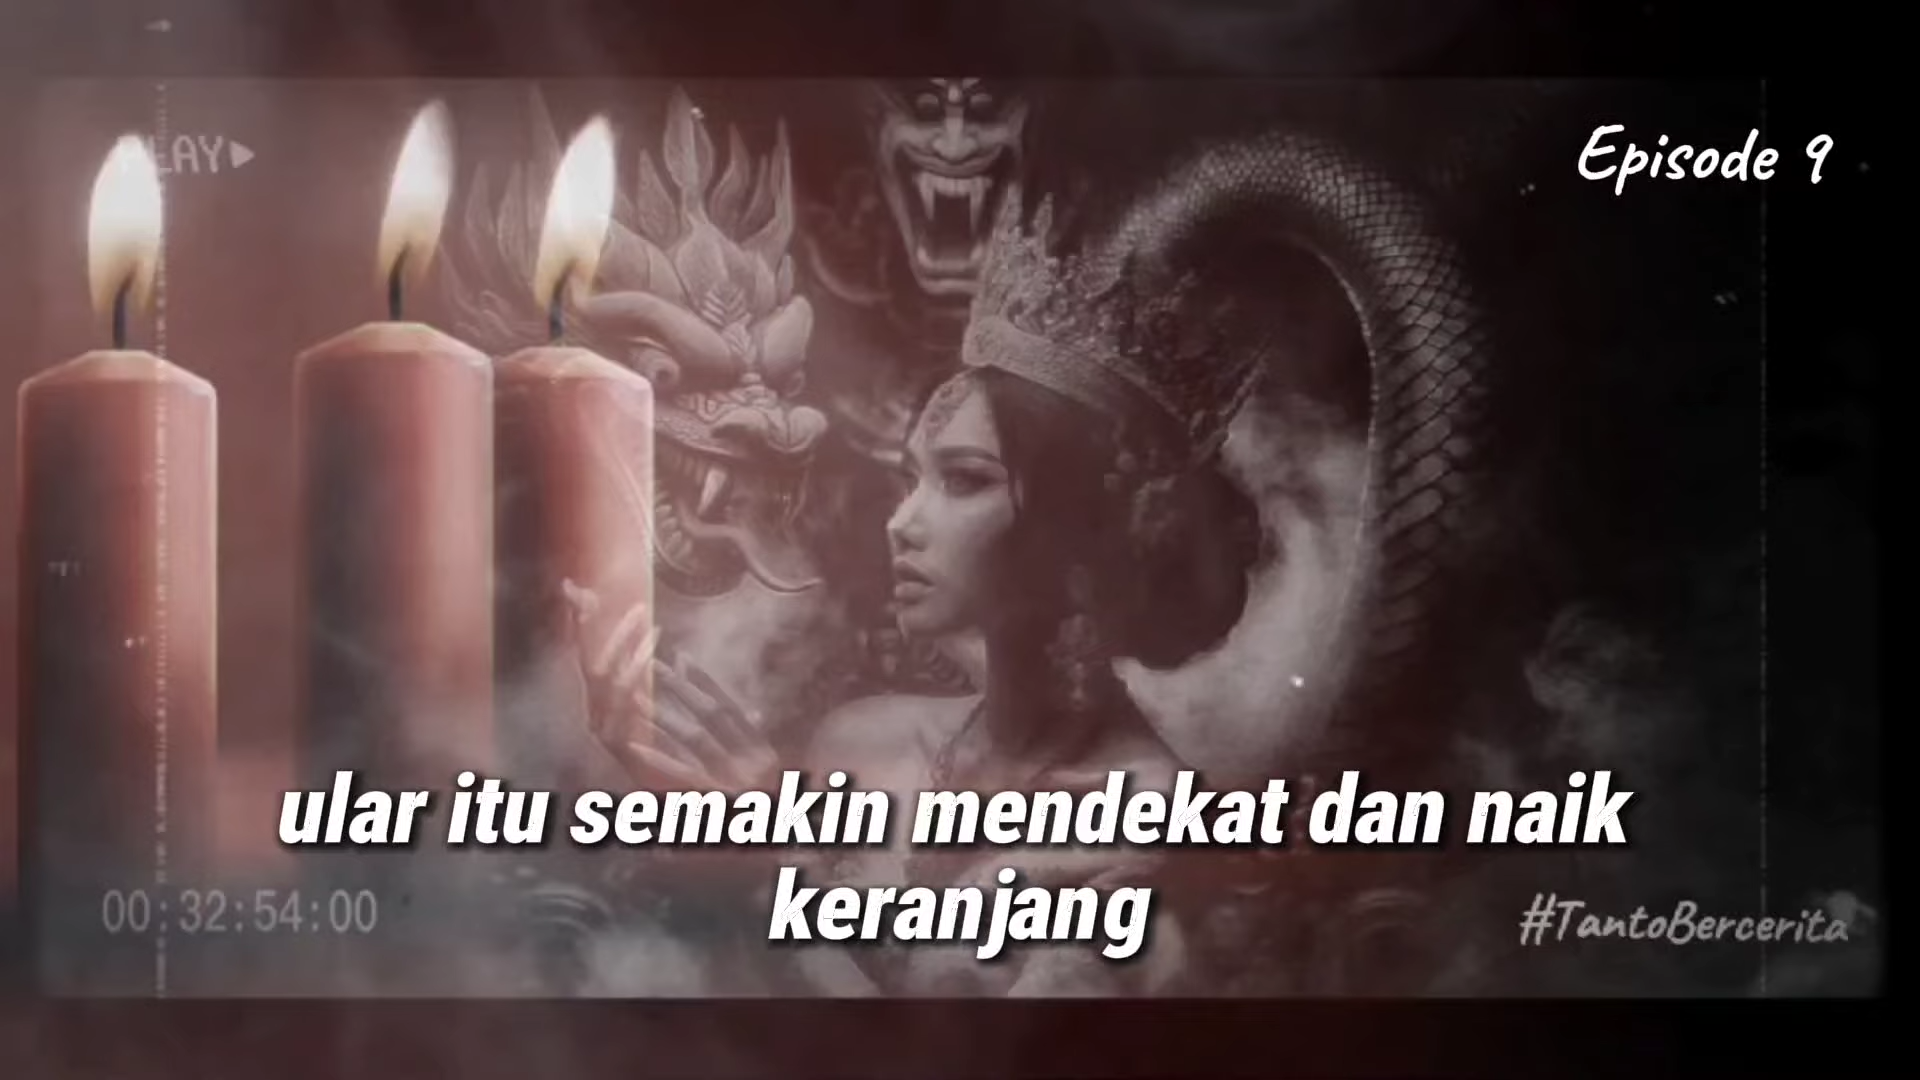 PLAY
Episode 9
ular itu semakin mendekat dan naik
keranjang
00:32:54:00
#TantoBercerita